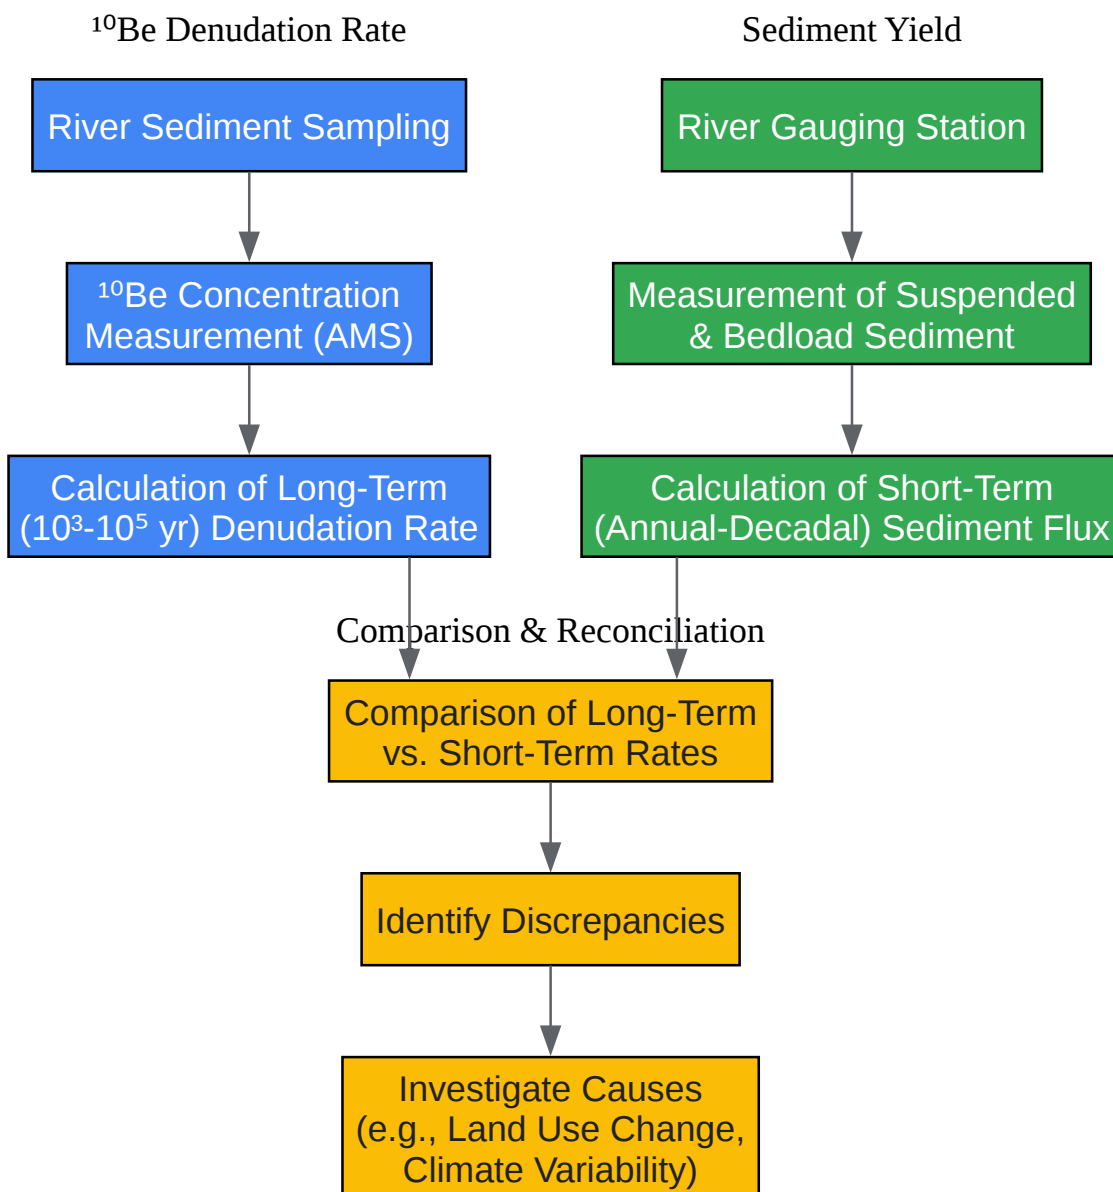 ¹⁰Be Denudation Rate
Sediment Yield
River Sediment Sampling
River Gauging Station
¹⁰Be Concentration
Measurement (AMS)
Measurement of Suspended
& Bedload Sediment
Calculation of Long-Term
(10³-10⁵ yr) Denudation Rate
Calculation of Short-Term
(Annual-Decadal) Sediment Flux
Comparison & Reconciliation
Comparison of Long-Term
vs. Short-Term Rates
Identify Discrepancies
Investigate Causes
(e.g., Land Use Change,
Climate Variability)